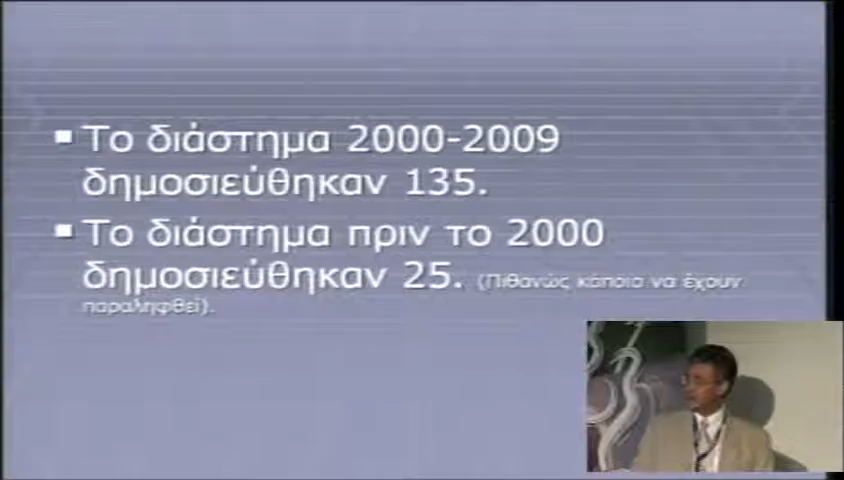 Το διάστημα 2000-2009
δημοσιεύθηκαν 135.
Το διάστημα πριν το 2000
δημοσιεύθηκαν 25. (Πιθανώς κάποια να έχουν
παραληφθεί).